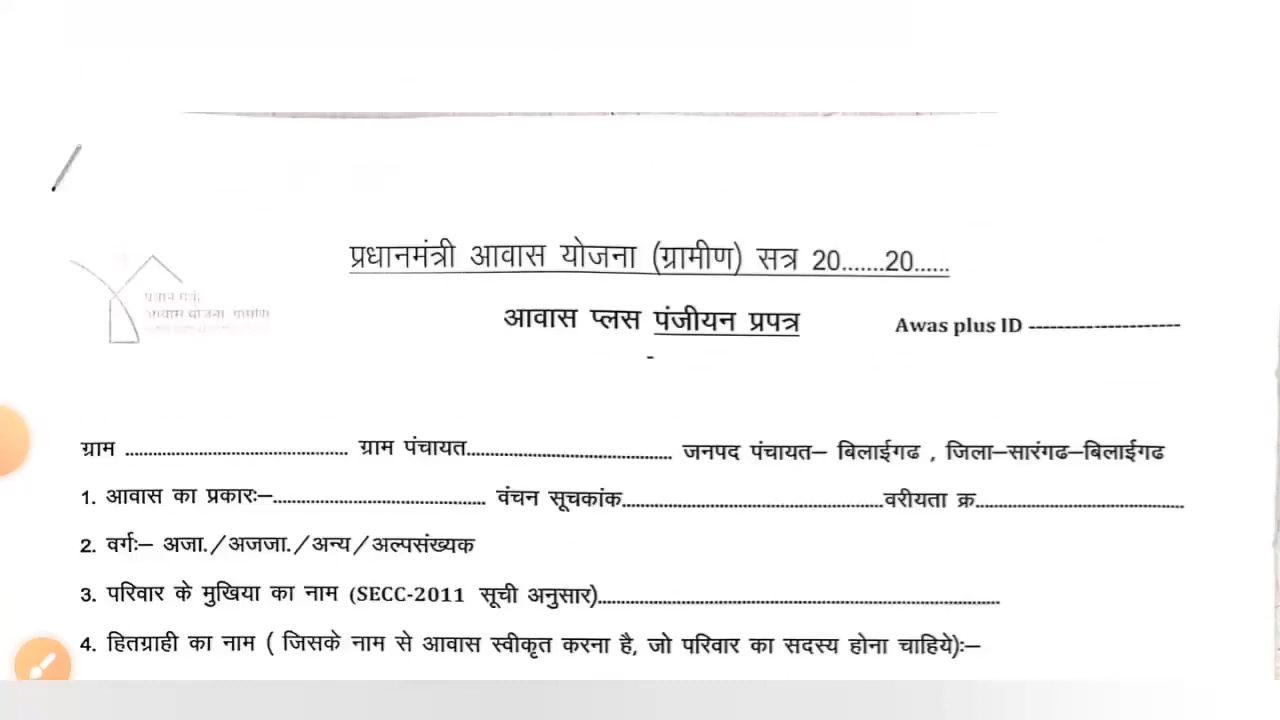 प्रधानमंत्री आवास योजना (ग्रामीण) सत्र 20.......20......
आवास प्लस पंजीयन प्रपत्र Awas plus ID -----------------------
आवास योजना ग्रामीण
ग्राम ................................................ ग्राम पंचायत............................................ जनपद पंचायत– बिलाईगढ , जिला–सारंगढ–बिलाईगढ
1. आवास का प्रकारः–............................................. वंचन सूचकांक.......................................................वरीयता क्र.............................................
2. वर्गः– अजा./अजजा./अन्य/अल्पसंख्यक
3. परिवार के मुखिया का नाम (SECC-2011 सूची अनुसार)....................................................................................
4. हितग्राही का नाम ( जिसके नाम से आवास स्वीकृत करना है, जो परिवार का सदस्य होना चाहिये)ः–